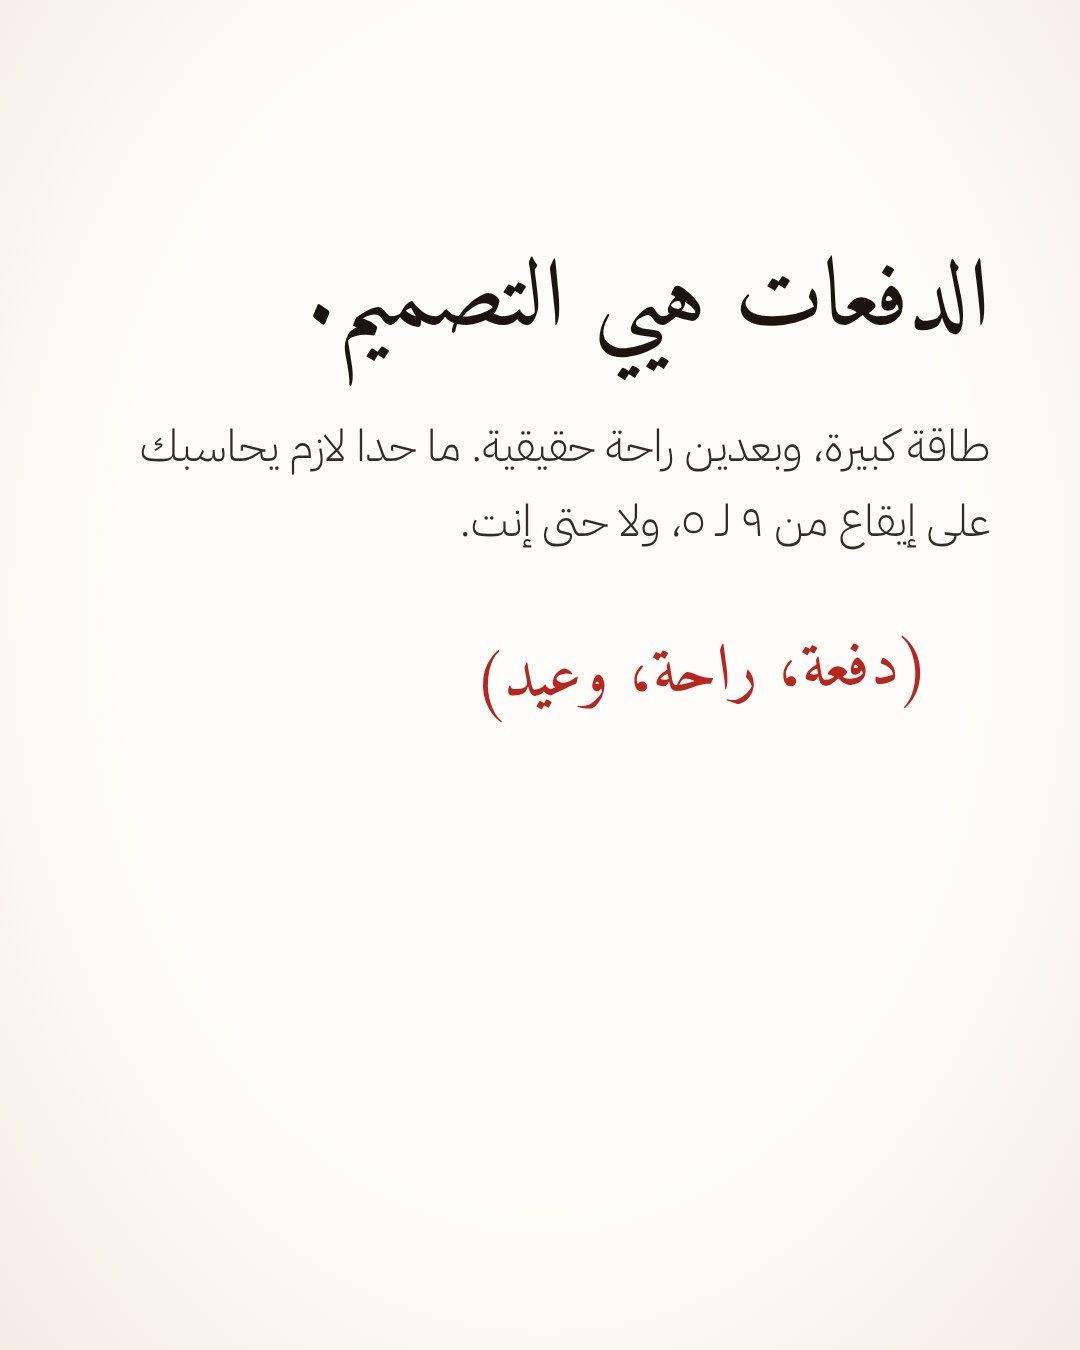 الدفعات هيي التصميم.
طاقة كبيرة، وبعدين راحة حقيقية. ما حدا لازم يحاسبك
على إيقاع من ٩ لـ ٥، ولا حتى إنت.
(دفعة، راحة، وعيد)